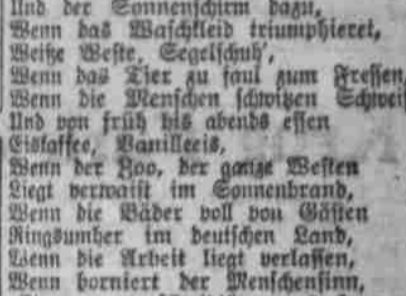 Und der Sonnenschirm dazu,
Wenn das Waschkleid triumphieret,
Weiße Weste, Segelschuh',
Wenn das Tier zu faul zum Fressen,
Wenn die Menschen schwitzen Schweiß
Und von früh bis abends essen
Eiskaffee, Vanilleeis,
Wenn der Zoo, der ganze Westen
Liegt verwaist im Sonnenbrand,
Wenn die Bäder voll von Gästen
Ringsumher im deutschen Land,
Wenn die Arbeit liegt verlassen,
Wenn borniert der Menschensinn,